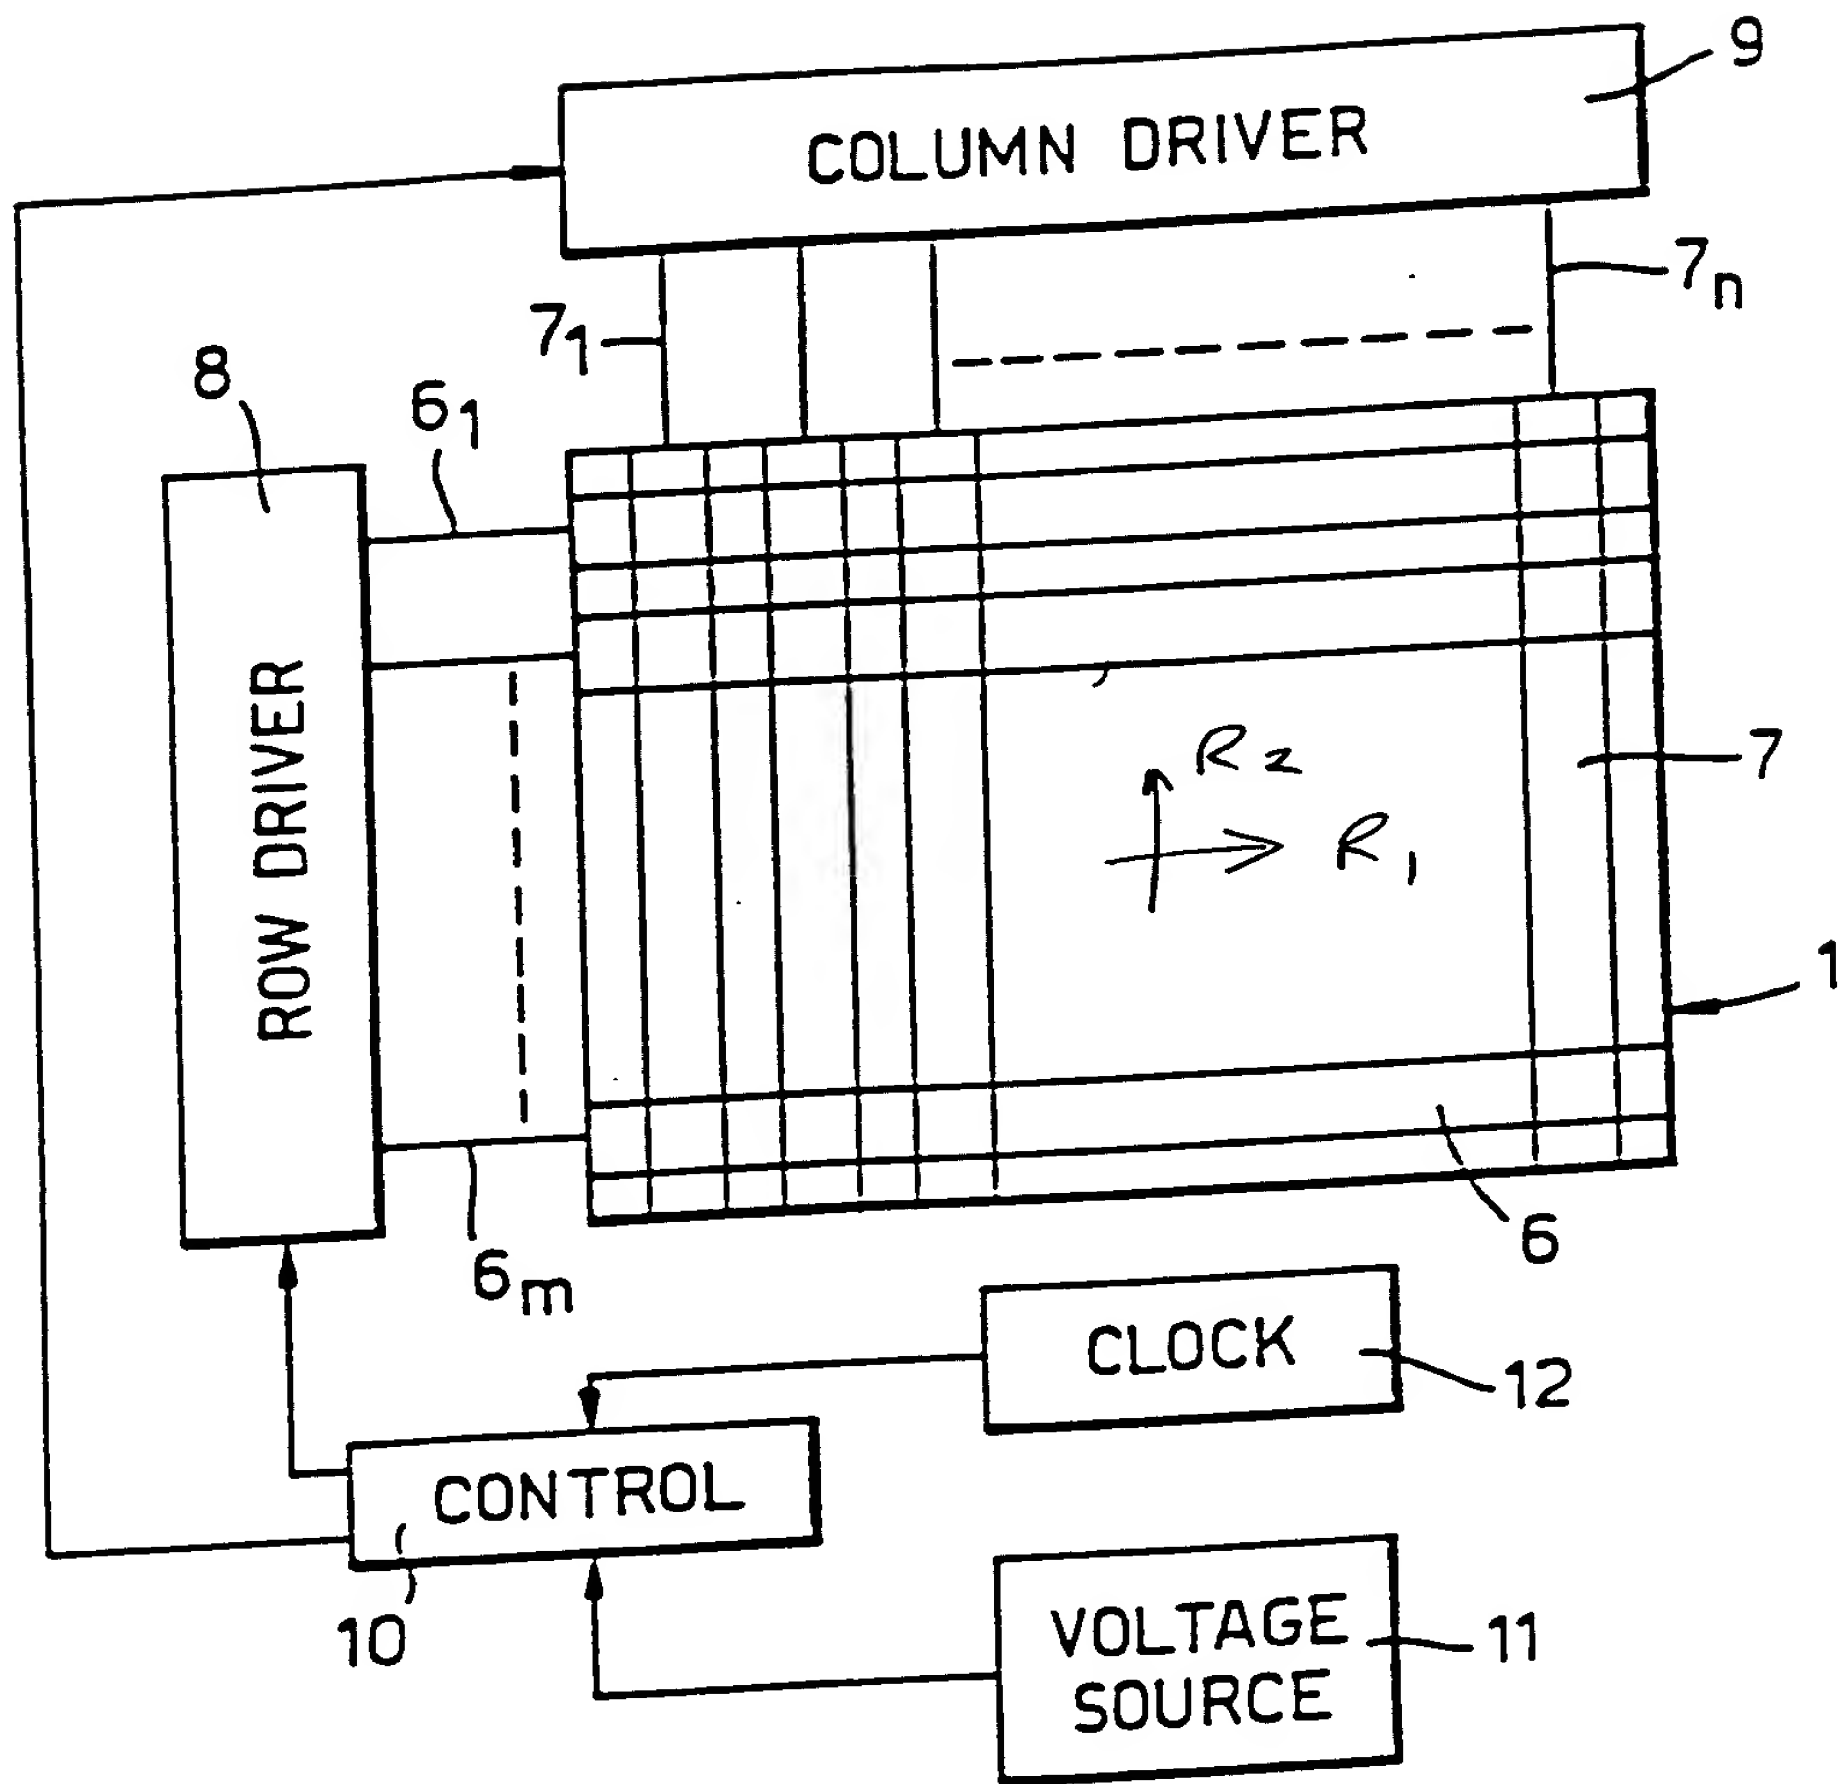 9
COLUMN DRIVER
7n
71
8
61
ROW DRIVER
R2
7
R1
1
6
6m
CLOCK
12
CONTROL
10
VOLTAGE
SOURCE
11